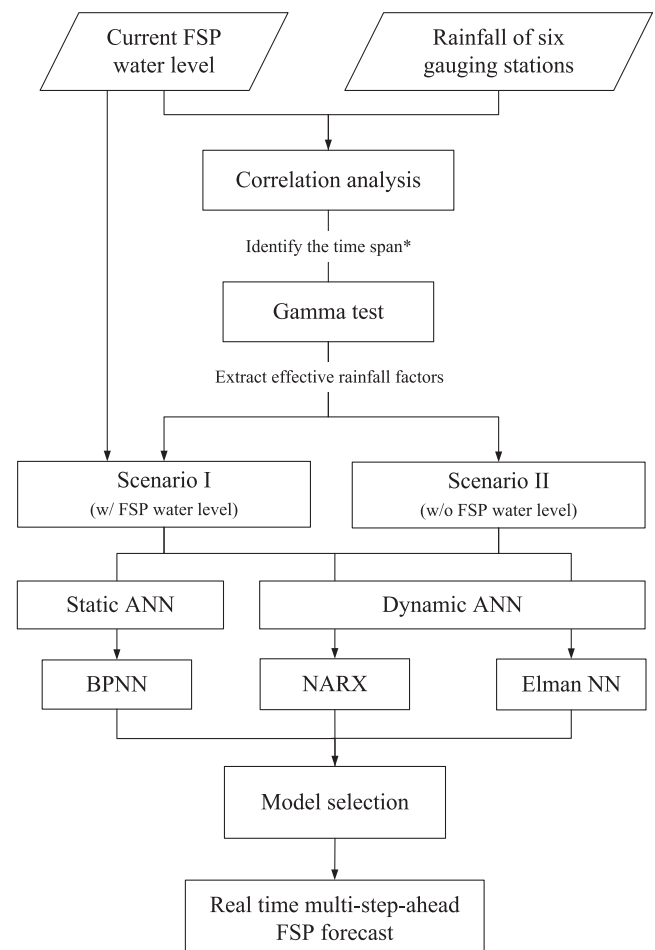 Current FSP
water level
Rainfall of six
gauging stations
Correlation analysis
Identify the time span*
Gamma test
Extract effective rainfall factors
Scenario I
(w/ FSP water level)
Scenario II
(w/o FSP water level)
Static ANN
Dynamic ANN
BPNN
NARX
Elman NN
Model selection
Real time multi-step-ahead
FSP forecast